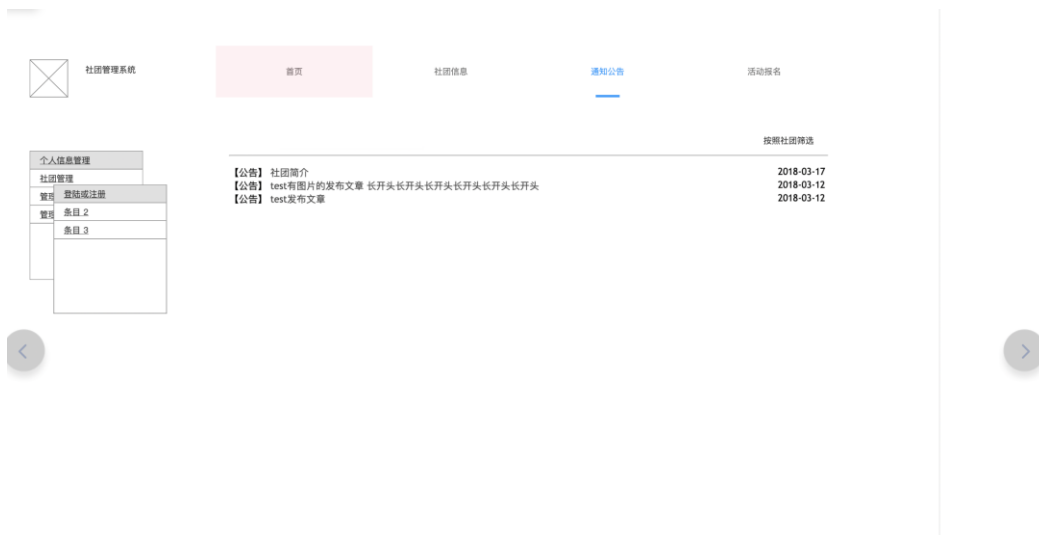 社团管理系统
首页
社团信息
通知公告
活动报名
按照社团筛选
个人信息管理
社团管理
管理
管理
登陆或注册
条目 2
条目 3
【公告】 社团简介 2018-03-17
【公告】 test有图片的发布文章 长开头长开头长开头长开头长开头长开头 2018-03-12
【公告】 test发布文章 2018-03-12